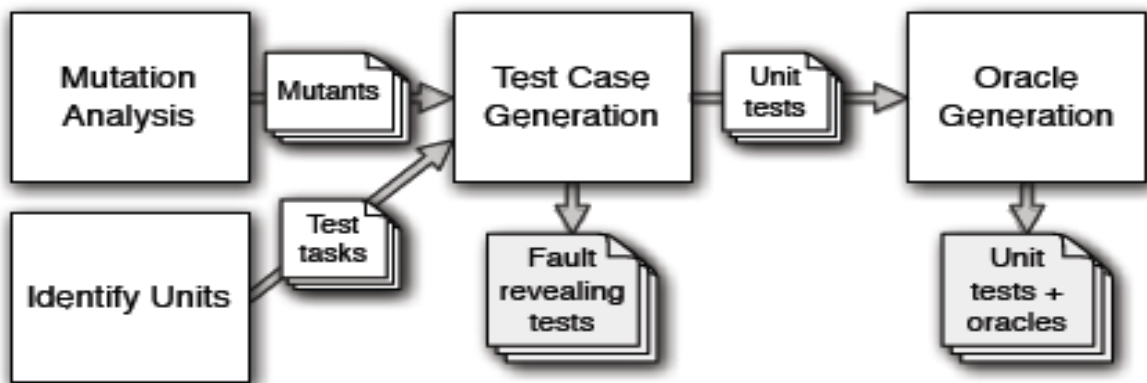 Mutation
Analysis
Mutants
Test Case
Generation
Unit
tests
Oracle
Generation
Identify Units
Test
tasks
Fault
revealing
tests
Unit
tests +
oracles